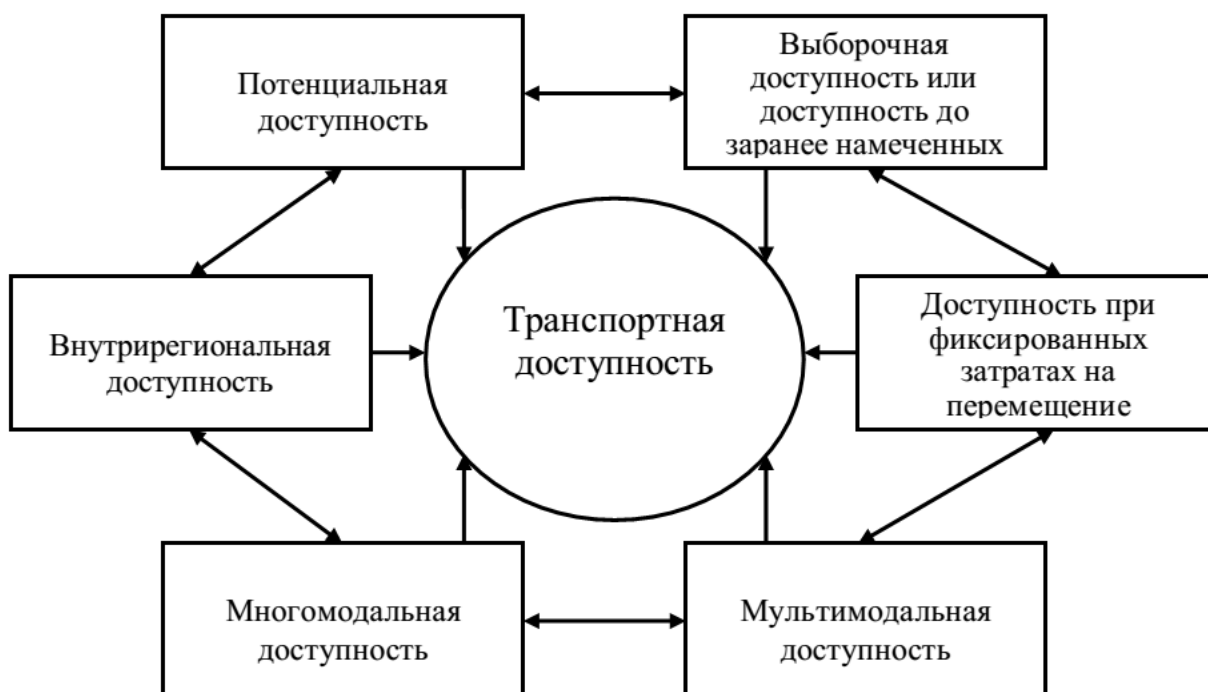 Потенциальная
доступность
Выборочная
доступность или
доступность до
заранее намеченных
Внутрирегиональная
доступность
Транспортная
доступность
Доступность при
фиксированных
затратах на
перемещение
Многомодальная
доступность
Мультимодальная
доступность